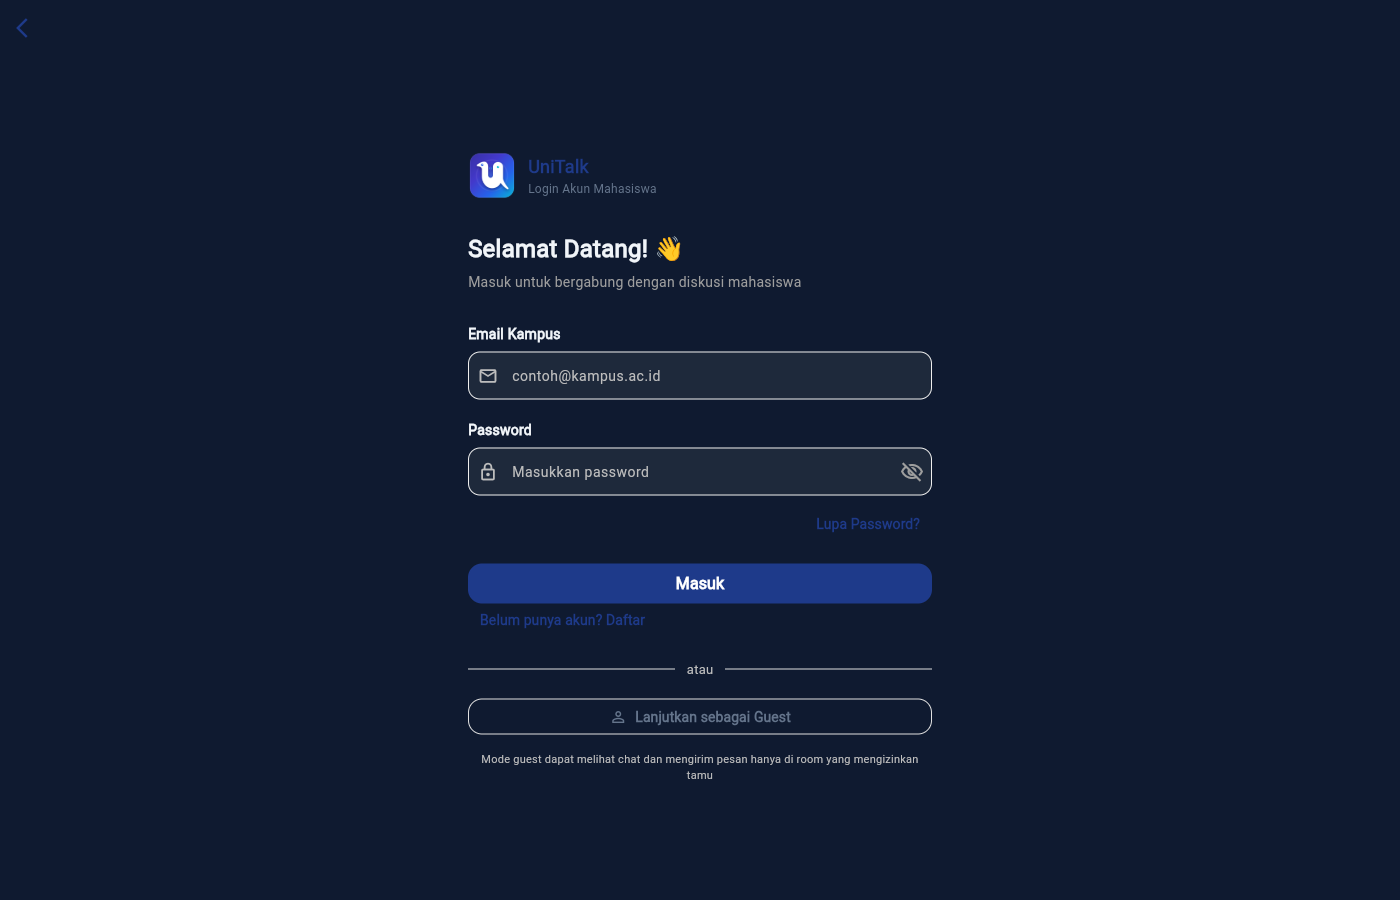 UniTalk
Login Akun Mahasiswa
Selamat Datang! 👋
Masuk untuk bergabung dengan diskusi mahasiswa
Email Kampus
contoh@kampus.ac.id
Password
Masukkan password
Lupa Password?
Masuk
Belum punya akun? Daftar
atau
Lanjutkan sebagai Guest
Mode guest dapat melihat chat dan mengirim pesan hanya di room yang mengizinkan
tamu